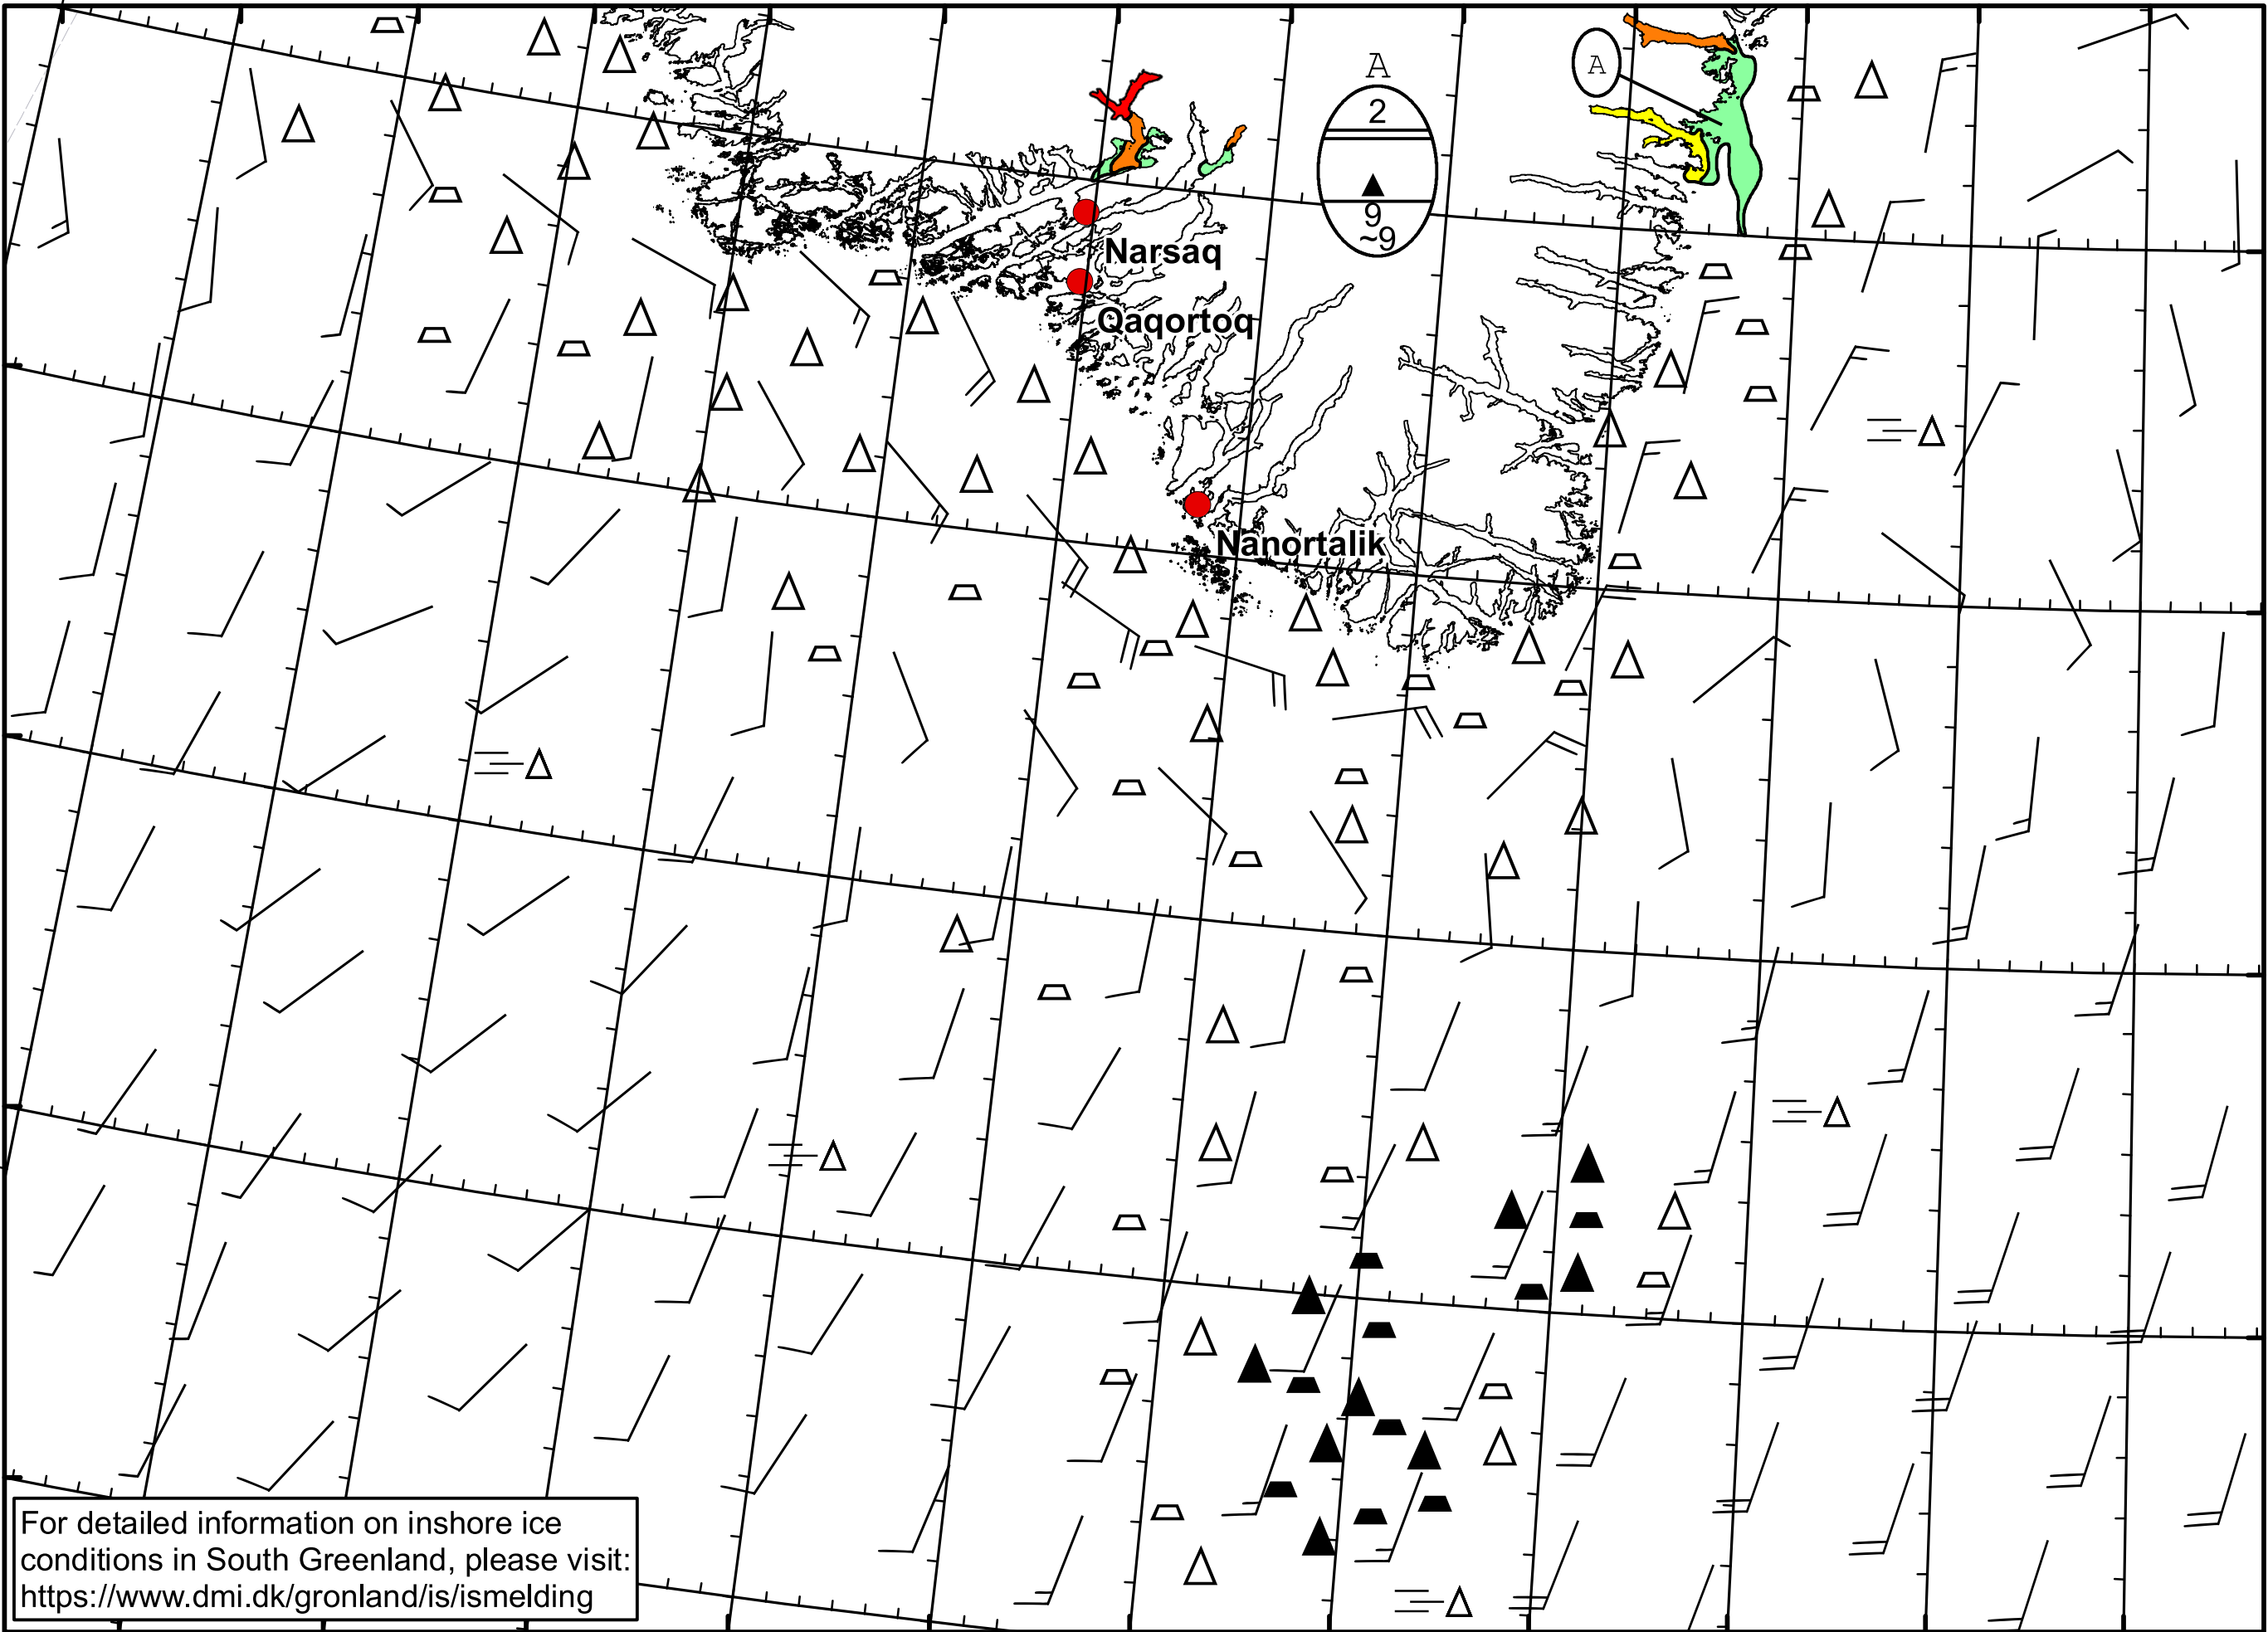 A
A
2
9
~9
Narsaq
Qaqortoq
Nanortalik
For detailed information on inshore ice
conditions in South Greenland, please visit:
https://www.dmi.dk/gronland/is/ismelding